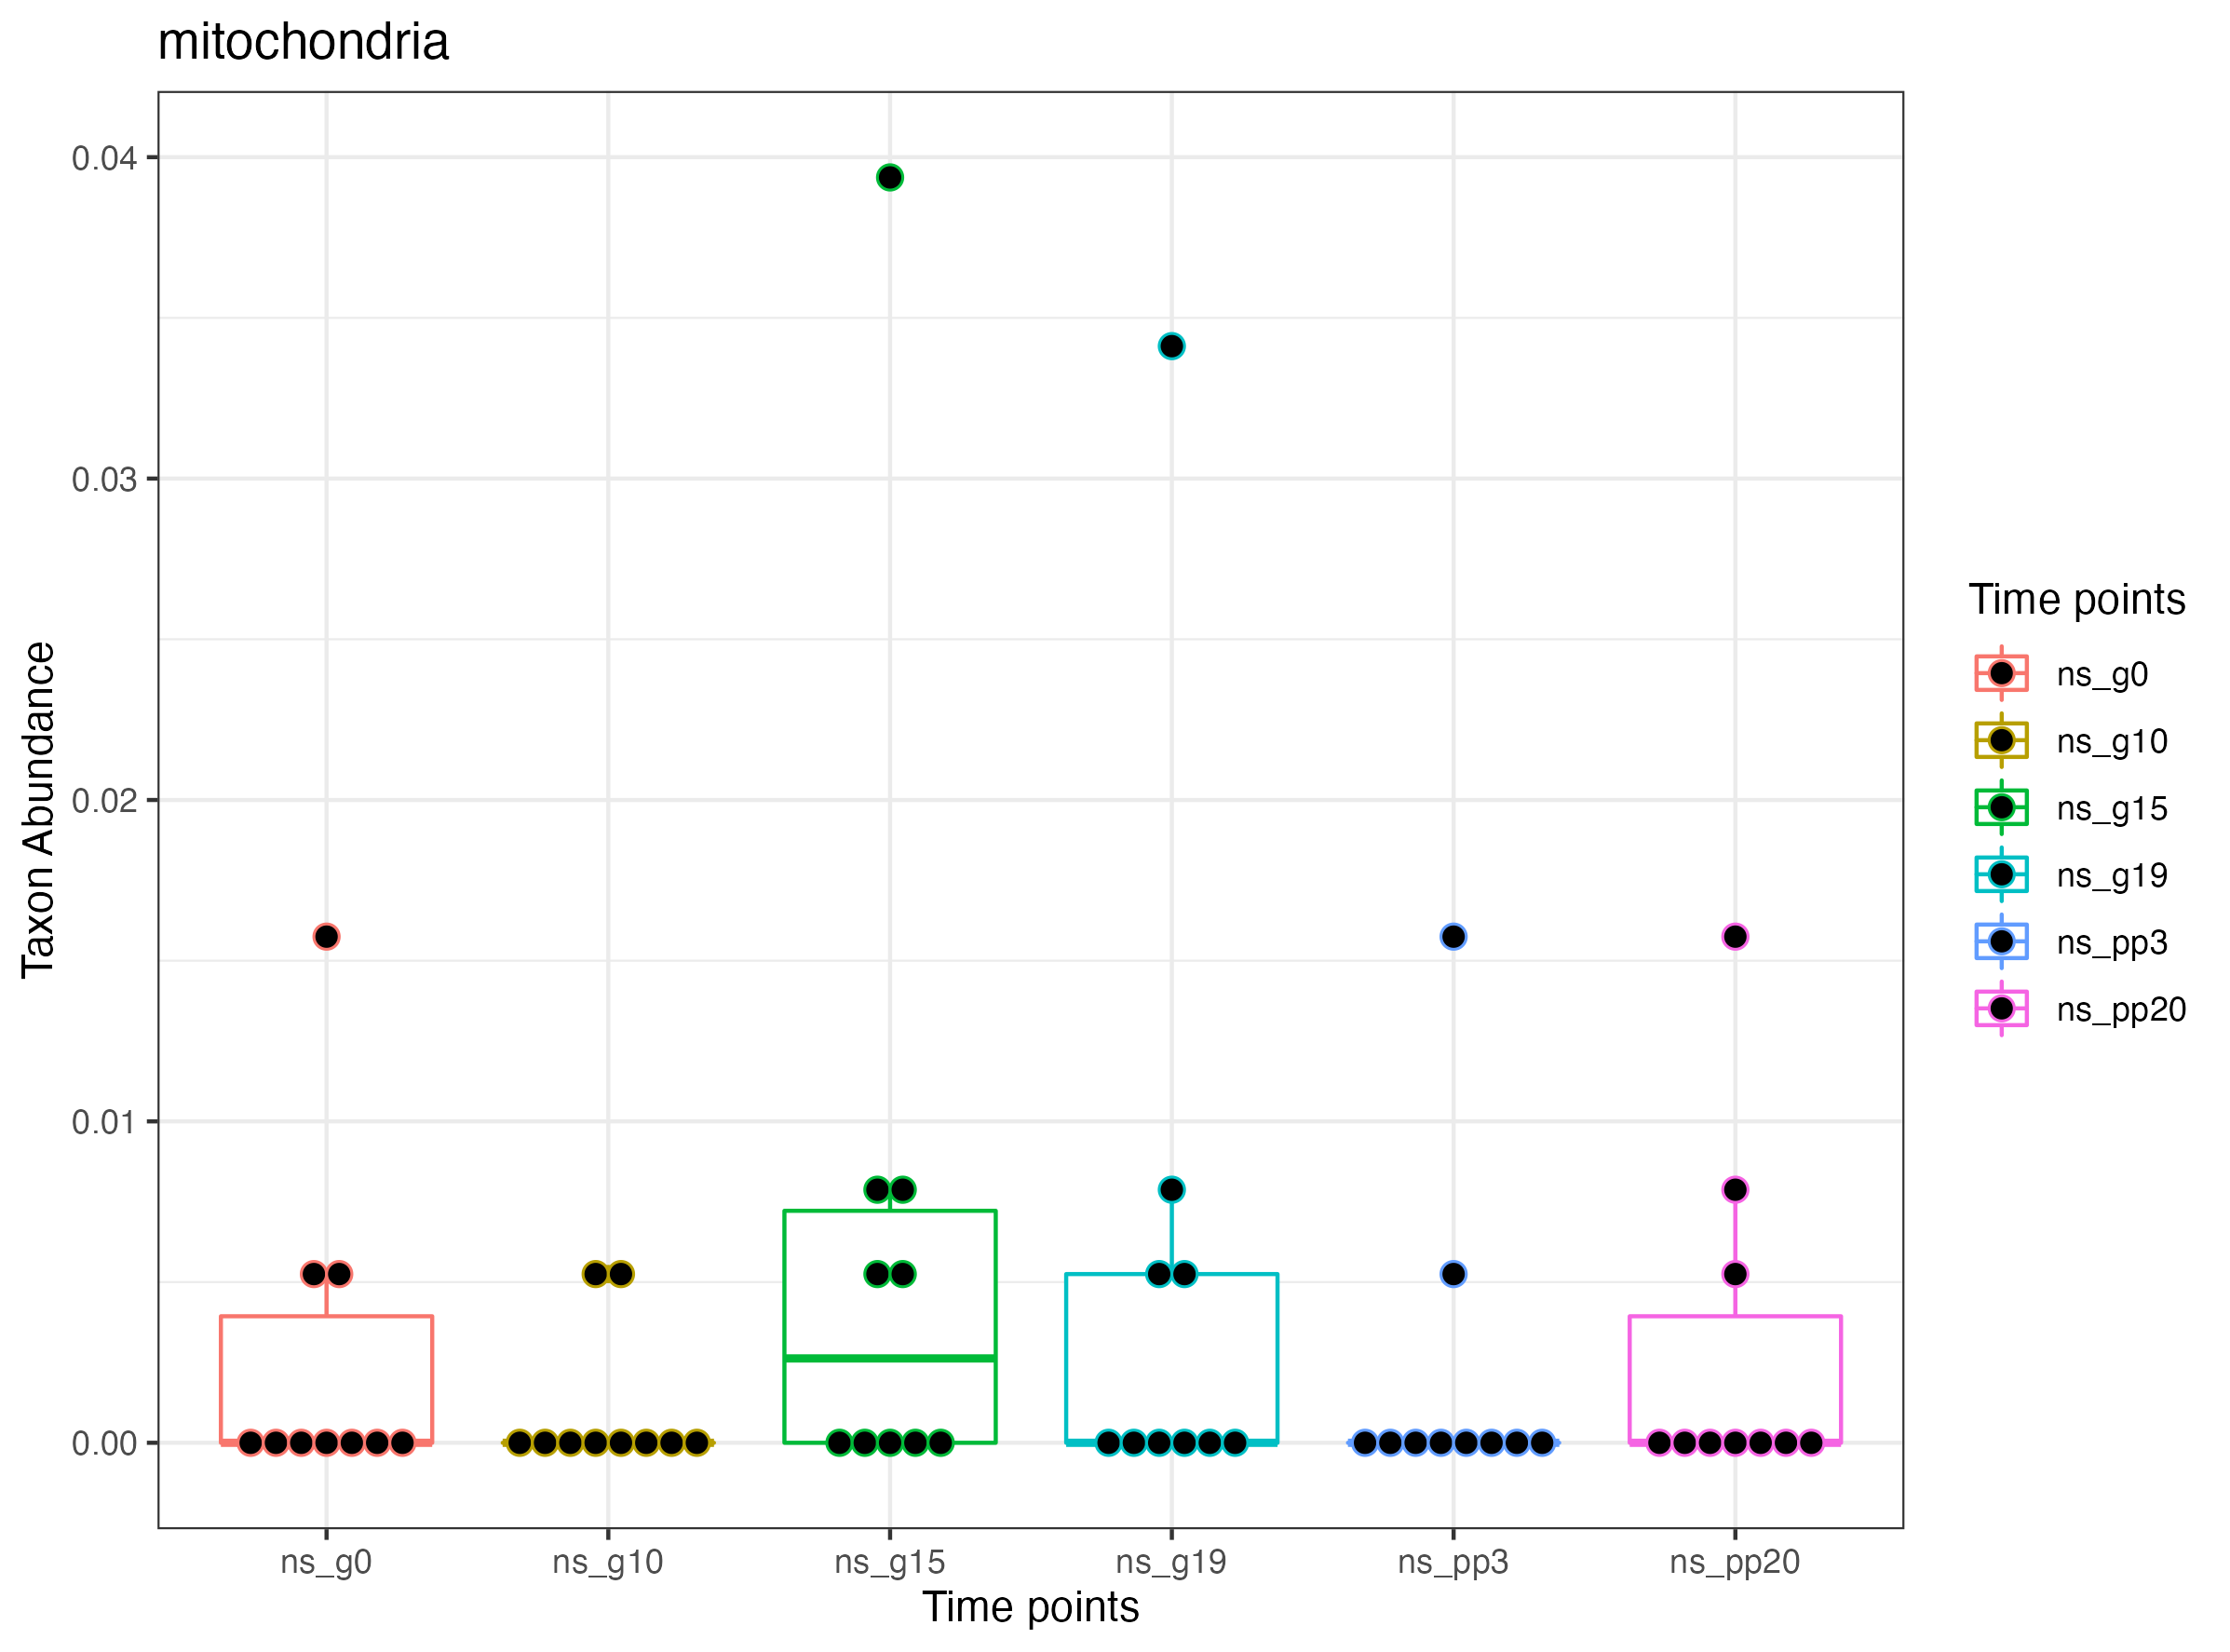 mitochondria
0.04
0.03
0.02
0.01
0.00
Taxon Abundance
ns_g0
ns_g10
ns_g15
ns_g19
ns_pp3
ns_pp20
Time points
Time points
ns_g0
ns_g10
ns_g15
ns_g19
ns_pp3
ns_pp20